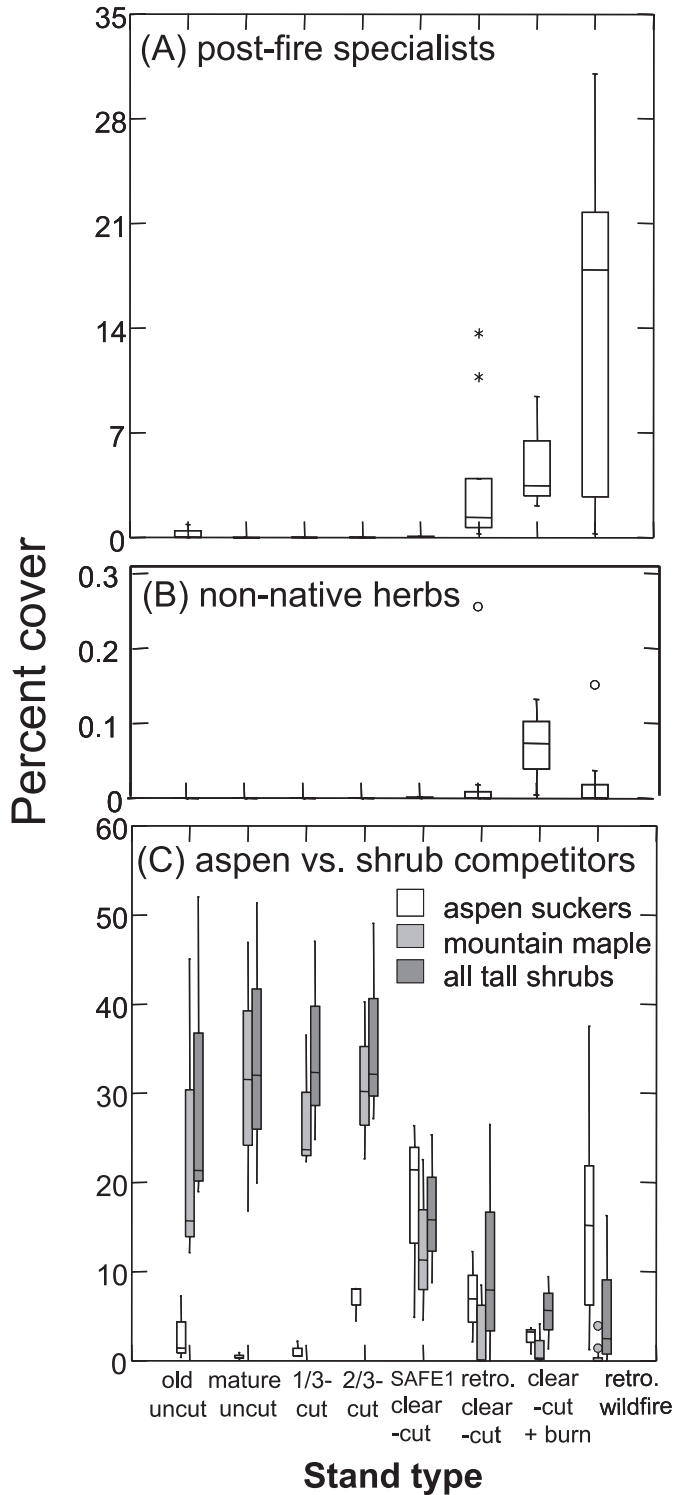 Percent cover
35
(A) post-fire specialists
28
21
14
*
*
7
0
0.3
(B) non-native herbs
0.2
0.1
0
60
(C) aspen vs. shrub competitors
50
aspen suckers
mountain maple
all tall shrubs
40
30
20
10
0
old uncut
mature uncut
1/3-cut
2/3-cut
SAFE1 clear-cut
retro. clear-cut
clear-cut + burn
retro. wildfire
Stand type